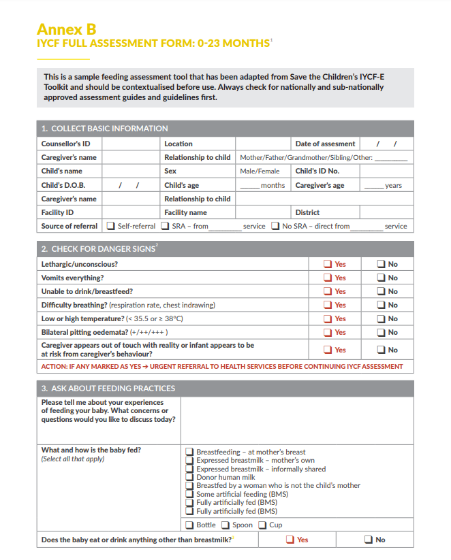 Annex B
IYCF FULL ASSESSMENT FORM: 0-23 MONTHS¹
This is a sample feeding assessment tool that has been adapted from Save the Children's IYCF-E
Toolkit and should be contextualised before use. Always check for nationally and sub-nationally
approved assessment guides and guidelines first.
1. COLLECT BASIC INFORMATION
Counsellor's ID Location Date of assesment / /
Caregiver's name Relationship to child Mother/Father/Grandmother/Sibling/Other:
Child's name Sex Male/Female Child's ID No.
Child's D.O.B. / / Child's age ____ months Caregiver's age ____ years
Caregiver's name Relationship to child
Facility ID Facility name District
Source of referral ☐ Self-referral ☐ SRA – from service ☐ No SRA – direct from service
2. CHECK FOR DANGER SIGNS²
Lethargic/unconscious? ☐ Yes ☐ No
Vomits everything? ☐ Yes ☐ No
Unable to drink/breastfeed? ☐ Yes ☐ No
Difficulty breathing? (respiration rate, chest indrawing) ☐ Yes ☐ No
Low or high temperature? (< 35.5 or ≥ 38°C) ☐ Yes ☐ No
Bilateral pitting oedemata? (+/++/+++ ) ☐ Yes ☐ No
Caregiver appears out of touch with reality or infant appears to be
at risk from caregiver's behaviour? ☐ Yes ☐ No
ACTION: IF ANY MARKED AS YES → URGENT REFERRAL TO HEALTH SERVICES BEFORE CONTINUING IYCF ASSESSMENT
3. ASK ABOUT FEEDING PRACTICES
Please tell me about your experiences
of feeding your baby. What concerns or
questions would you like to discuss today?
What and how is the baby fed?
(Select all that apply)
☐ Breastfeeding – at mother's breast
☐ Expressed breastmilk – mother's own
☐ Expressed breastmilk – informally shared
☐ Donor human milk
☐ Breastfed by a woman who is not the child's mother
☐ Some artificial feeding (BMS)
☐ Fully artificially fed (BMS)
☐ Fully artificially fed (BMS)
☐ Bottle ☐ Spoon ☐ Cup
Does the baby eat or drink anything other than breastmilk? ☐ Yes ☐ No